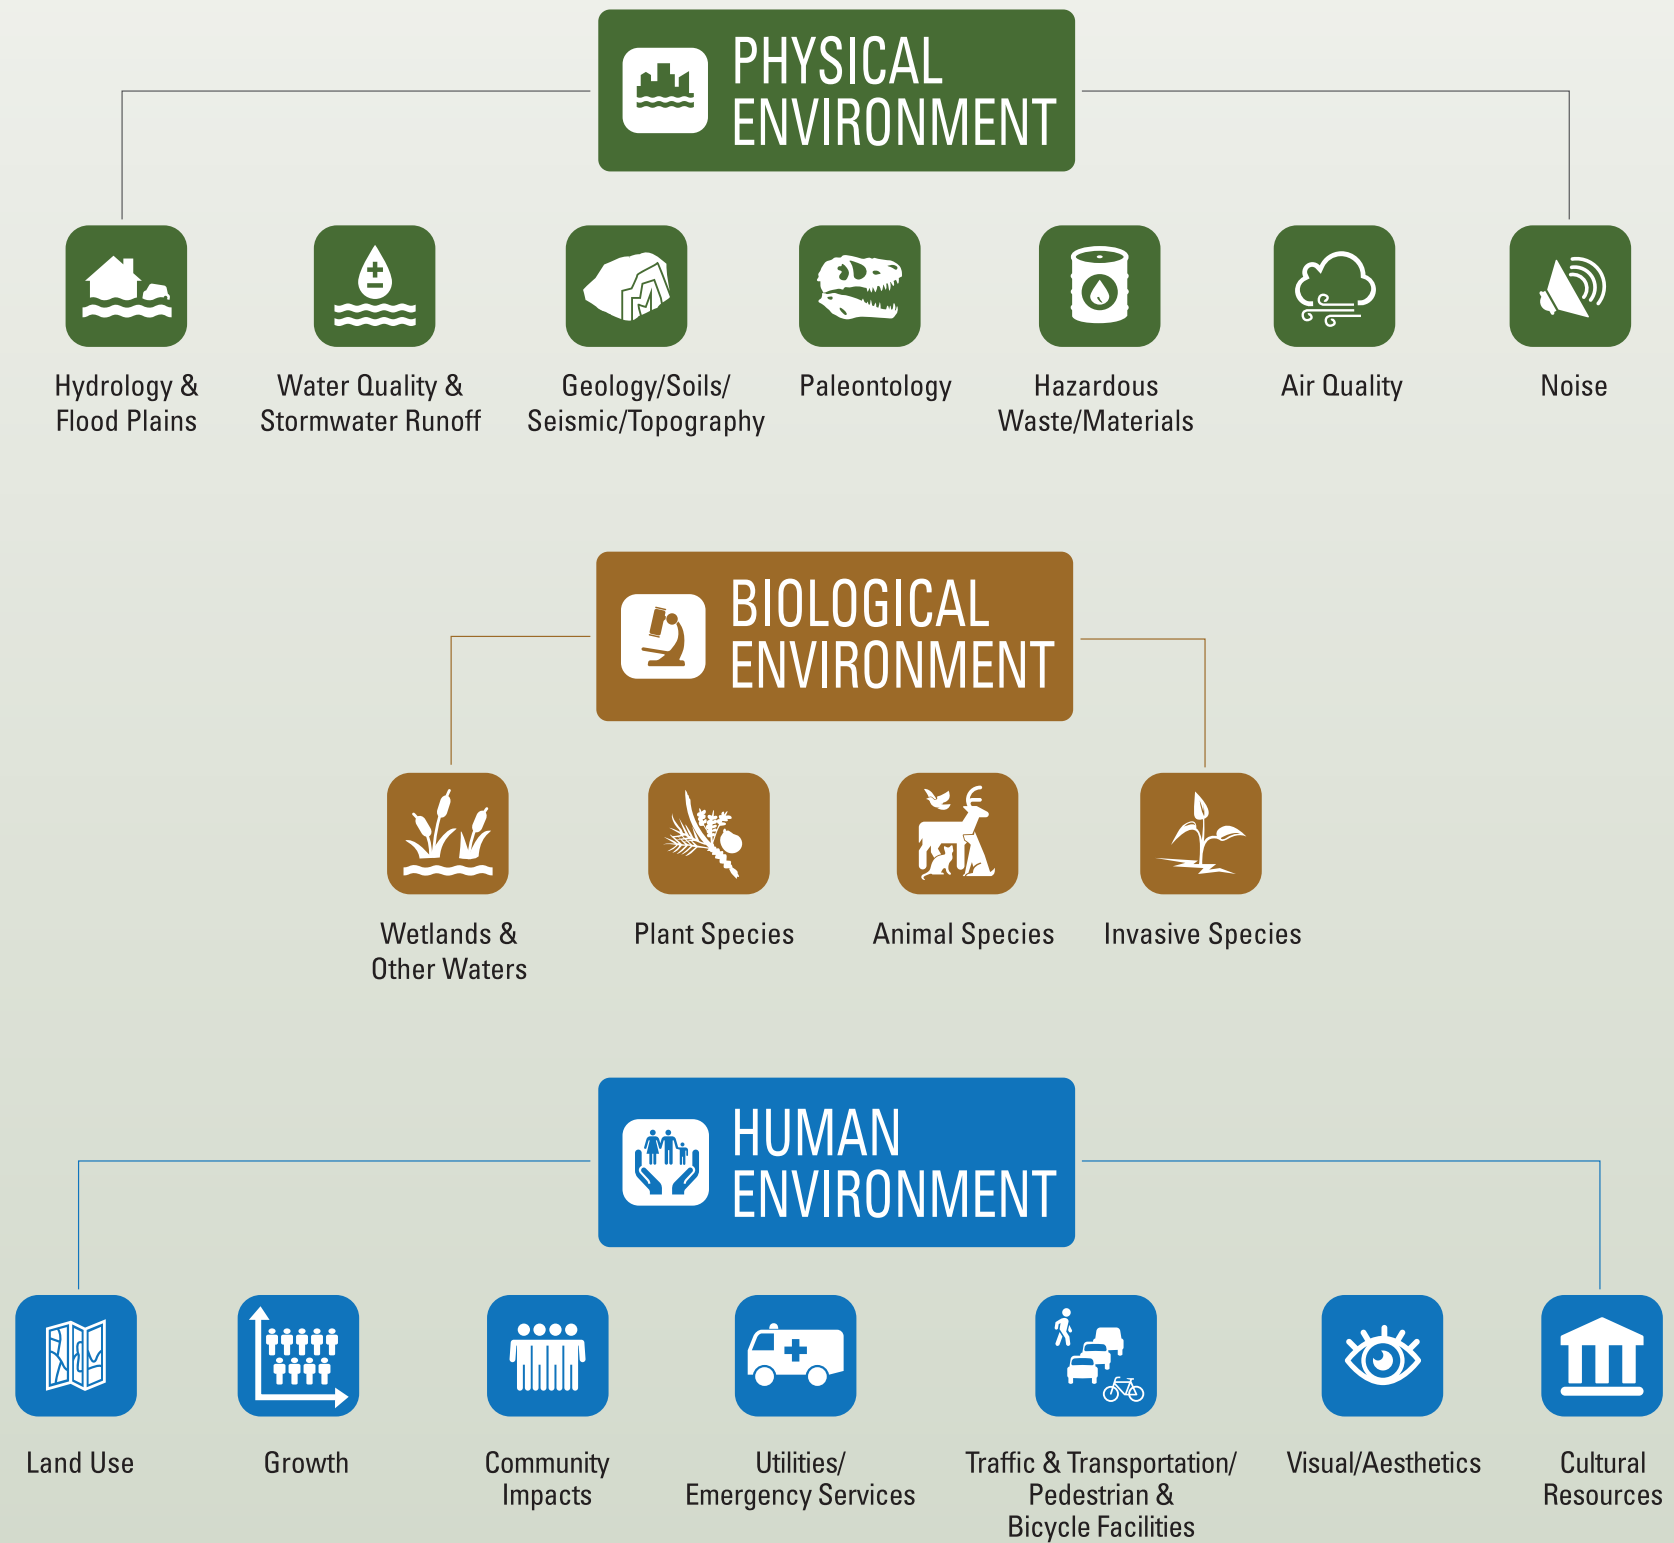 PHYSICAL
ENVIRONMENT
Hydrology &
Flood Plains
Water Quality &
Stormwater Runoff
Geology/Soils/
Seismic/Topography
Paleontology
Hazardous
Waste/Materials
Air Quality
Noise
BIOLOGICAL
ENVIRONMENT
Wetlands &
Other Waters
Plant Species
Animal Species
Invasive Species
HUMAN
ENVIRONMENT
Land Use
Growth
Community
Impacts
Utilities/
Emergency Services
Traffic & Transportation/
Pedestrian &
Bicycle Facilities
Visual/Aesthetics
Cultural
Resources